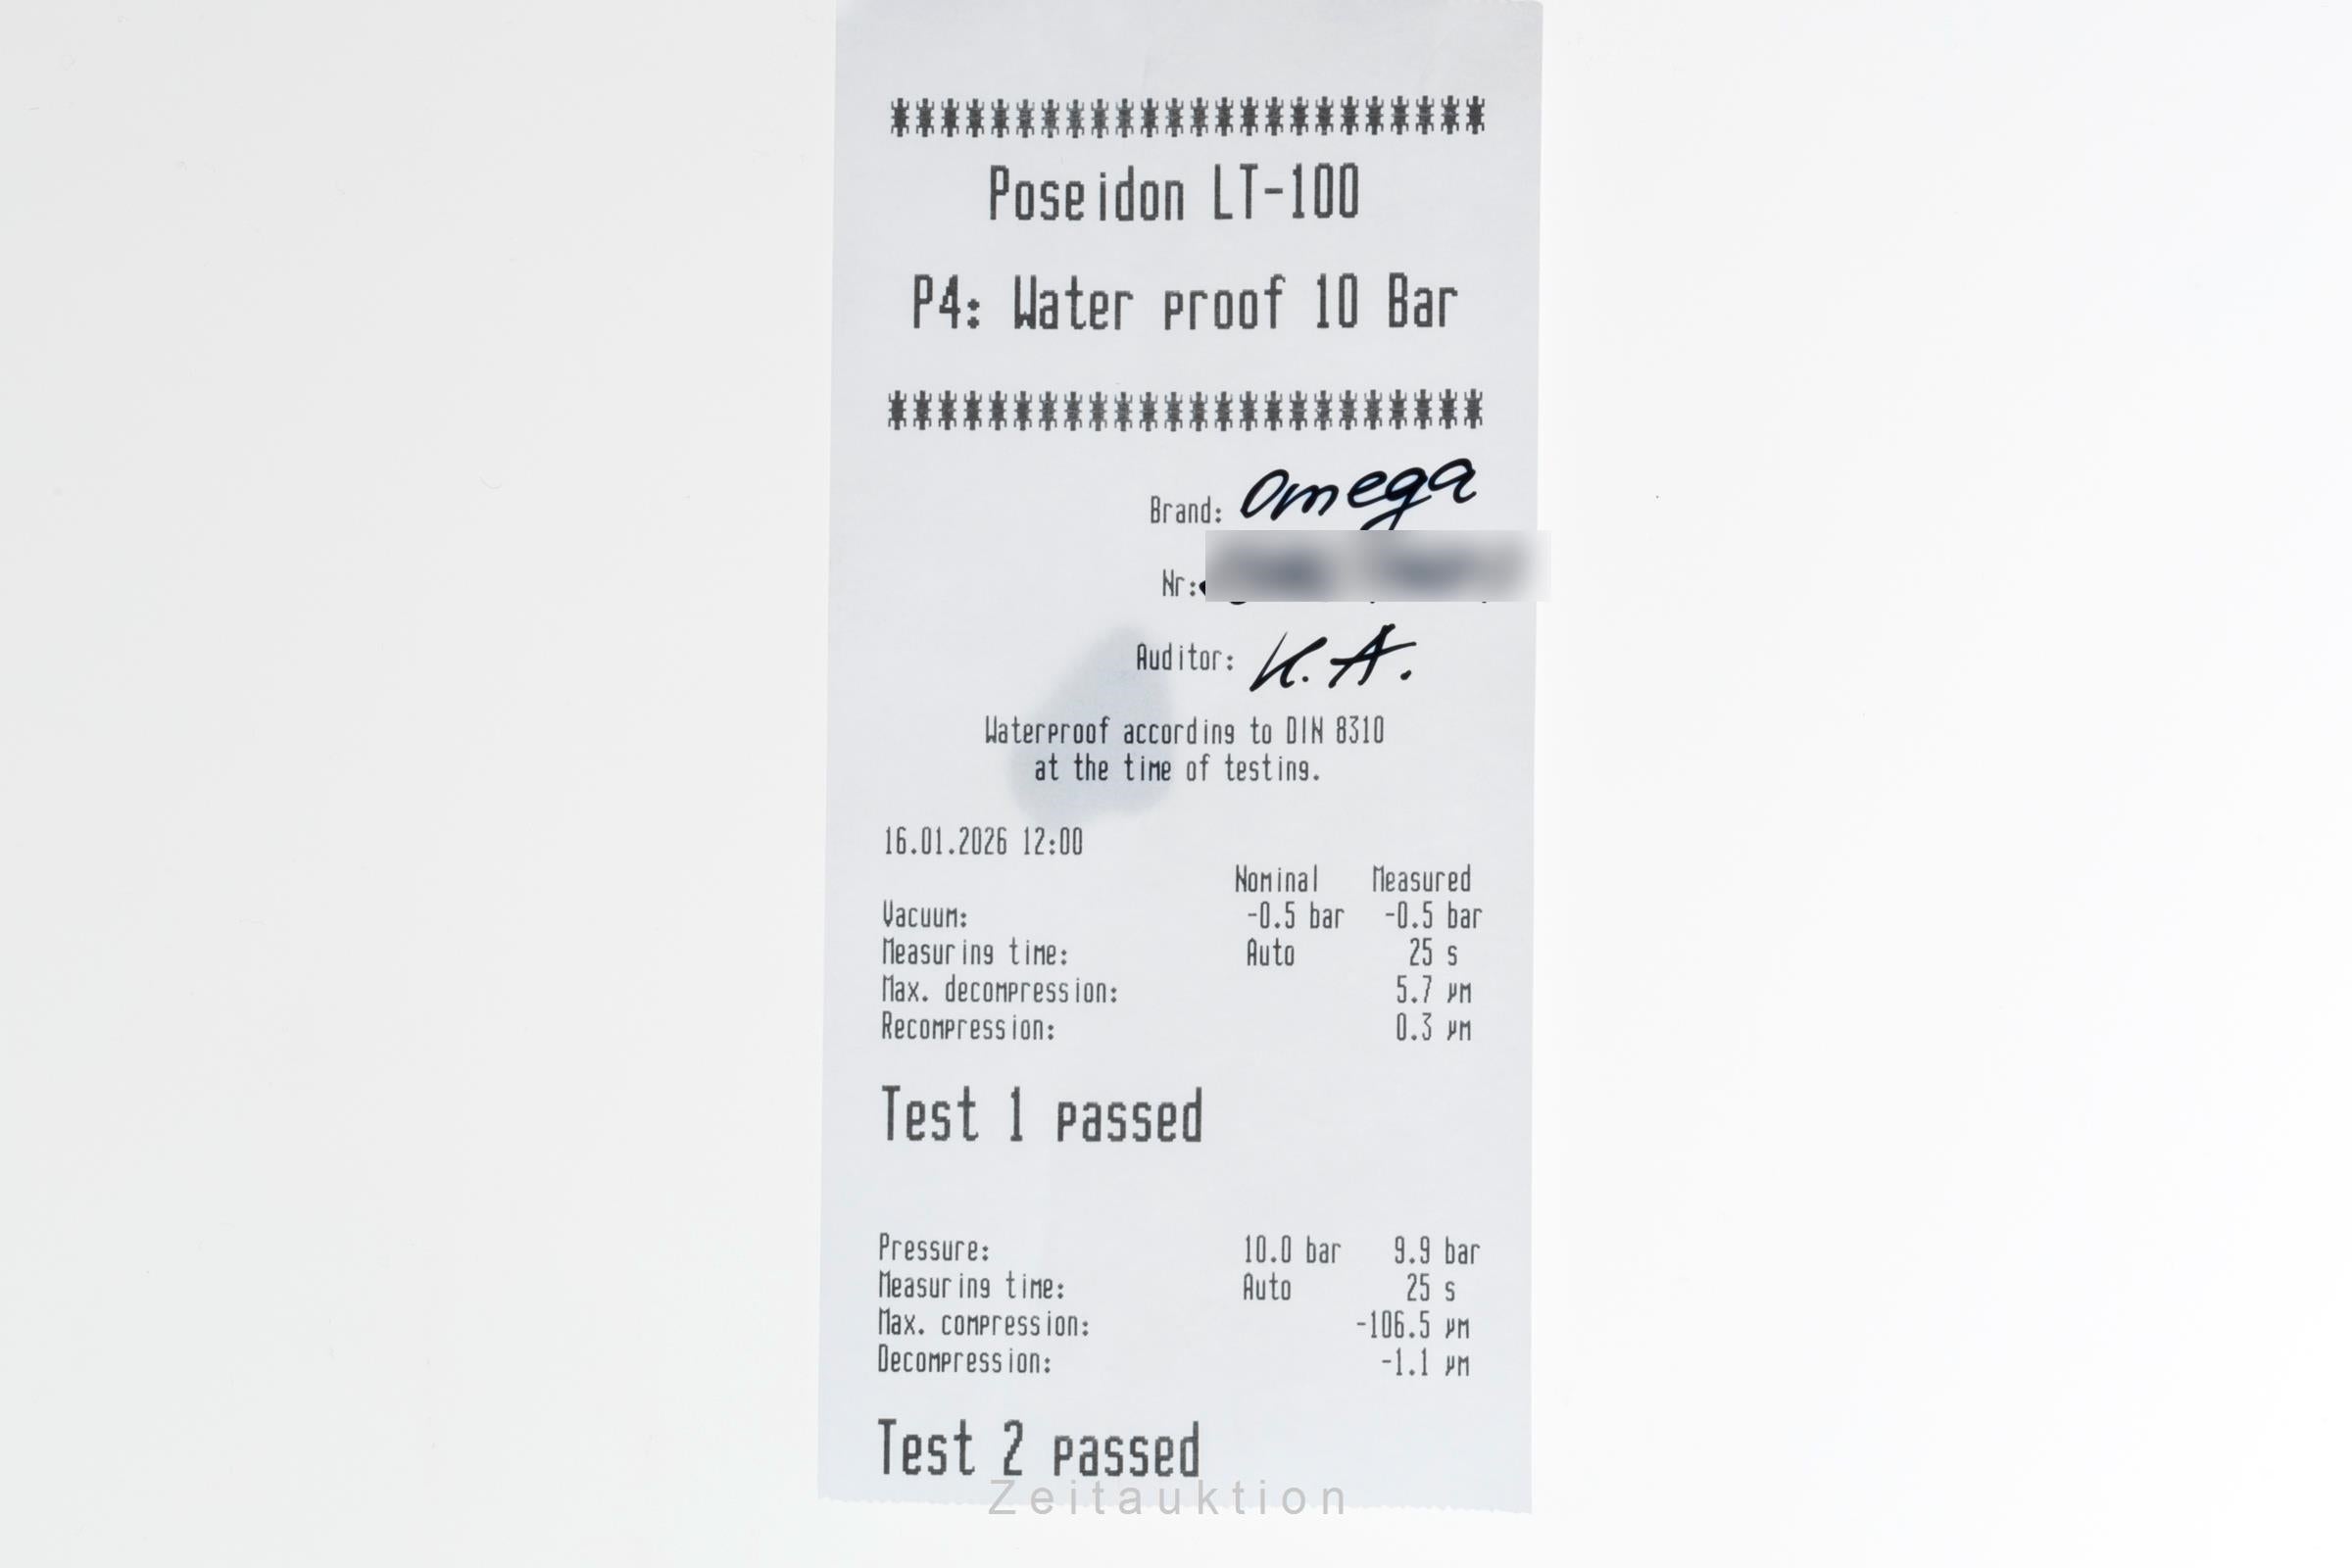 ************************
Poseidon LT-100
P4: Water proof 10 Bar
************************
Brand: Omega
Nr:
Auditor: K.A.
Waterproof according to DIN 8310
at the time of testing.
16.01.2026 12:00
Nominal Measured
Vacuum: -0.5 bar -0.5 bar
Measuring time: Auto 25 s
Max. decompression: 5.7 µm
Recompression: 0.3 µm
Test 1 passed
Pressure: 10.0 bar 9.9 bar
Measuring time: Auto 25 s
Max. compression: -106.5 µm
Decompression: -1.1 µm
Test 2 passed
Zeitauktion